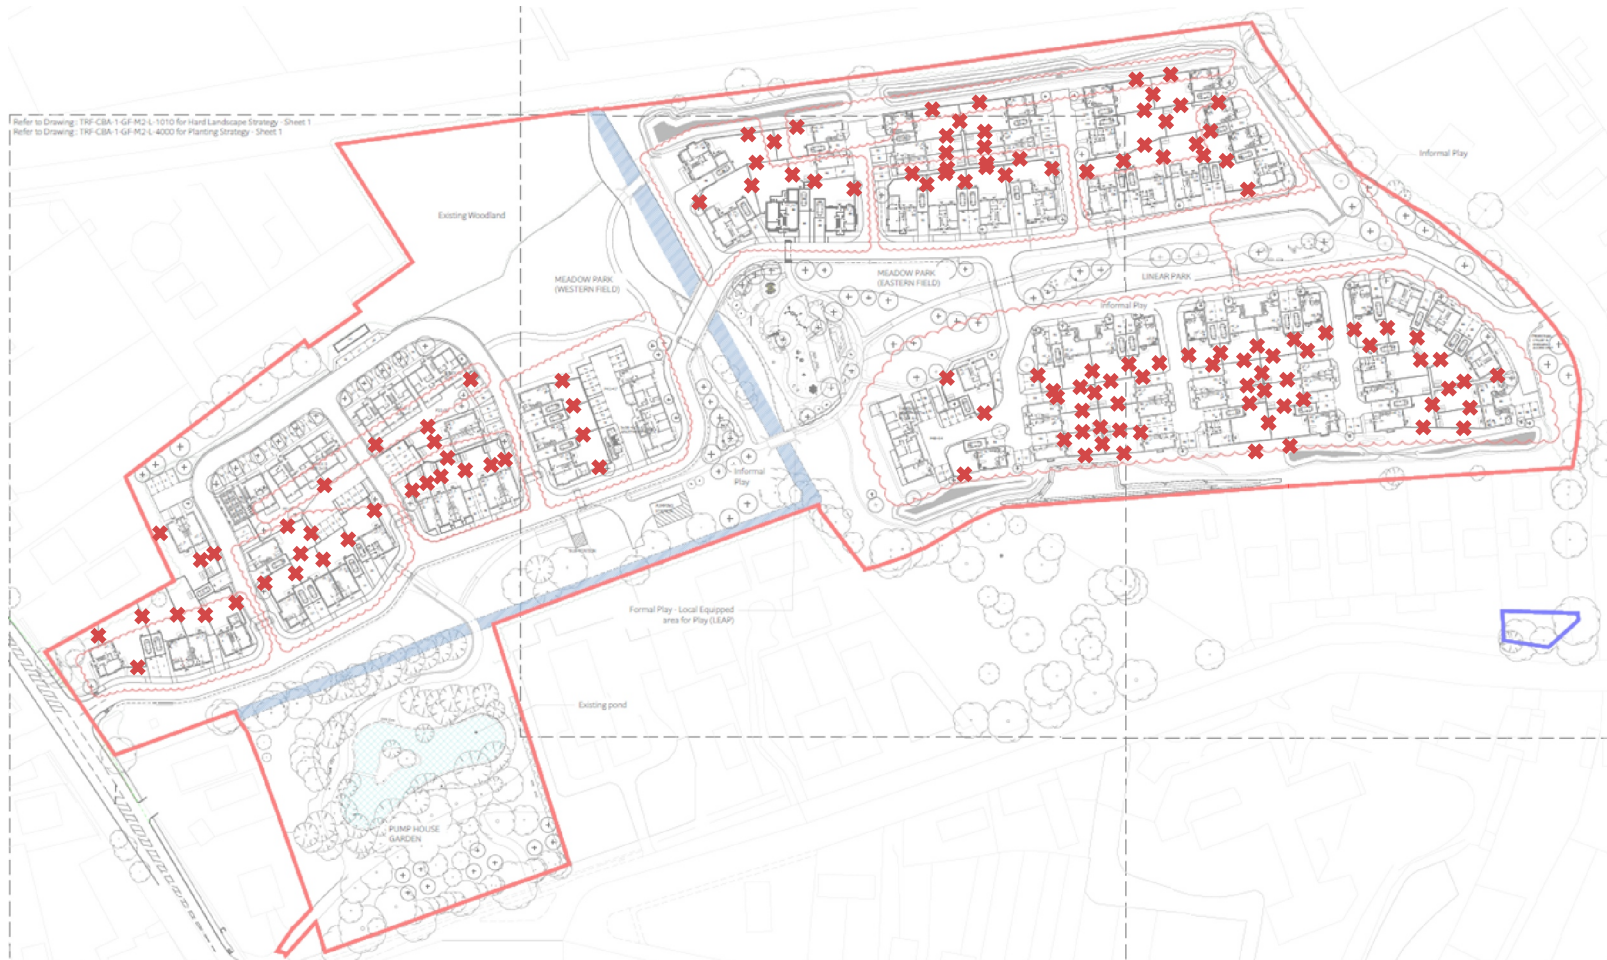 Refer to Drawing : TRF-CBA-1-GF-M2-L-1010 for Hard Landscape Strategy - Sheet 1
Refer to Drawing : TRF-CBA-1-GF-M2-L-4000 for Planting Strategy - Sheet 1
Informal Play
Existing Woodland
MEADOW PARK
(WESTERN FIELD)
MEADOW PARK
(EASTERN FIELD)
LINEAR PARK
Informal Play
Informal
Play
Formal Play - Local Equipped
area for Play (LEAP)
Existing pond
PUMP HOUSE
GARDEN